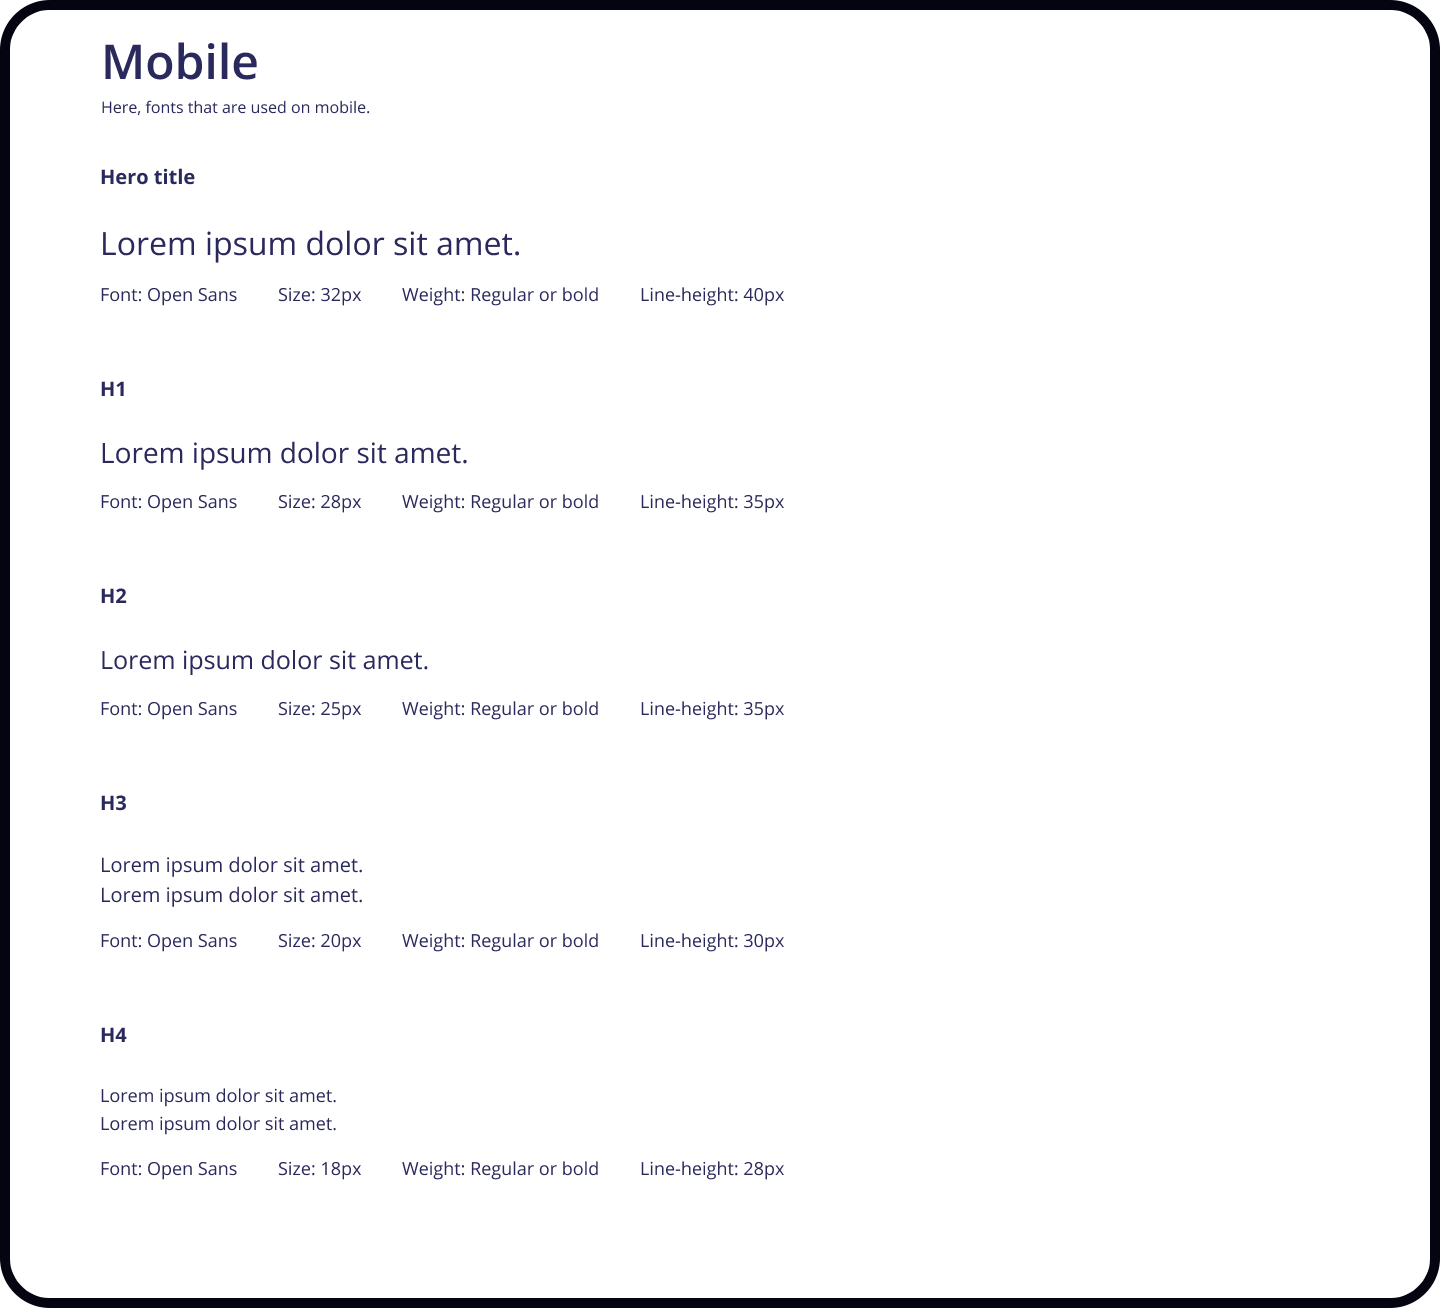 Mobile
Here, fonts that are used on mobile.
Hero title
Lorem ipsum dolor sit amet.
Font: Open Sans Size: 32px Weight: Regular or bold Line-height: 40px
H1
Lorem ipsum dolor sit amet.
Font: Open Sans Size: 28px Weight: Regular or bold Line-height: 35px
H2
Lorem ipsum dolor sit amet.
Font: Open Sans Size: 25px Weight: Regular or bold Line-height: 35px
H3
Lorem ipsum dolor sit amet.
Lorem ipsum dolor sit amet.
Font: Open Sans Size: 20px Weight: Regular or bold Line-height: 30px
H4
Lorem ipsum dolor sit amet.
Lorem ipsum dolor sit amet.
Font: Open Sans Size: 18px Weight: Regular or bold Line-height: 28px